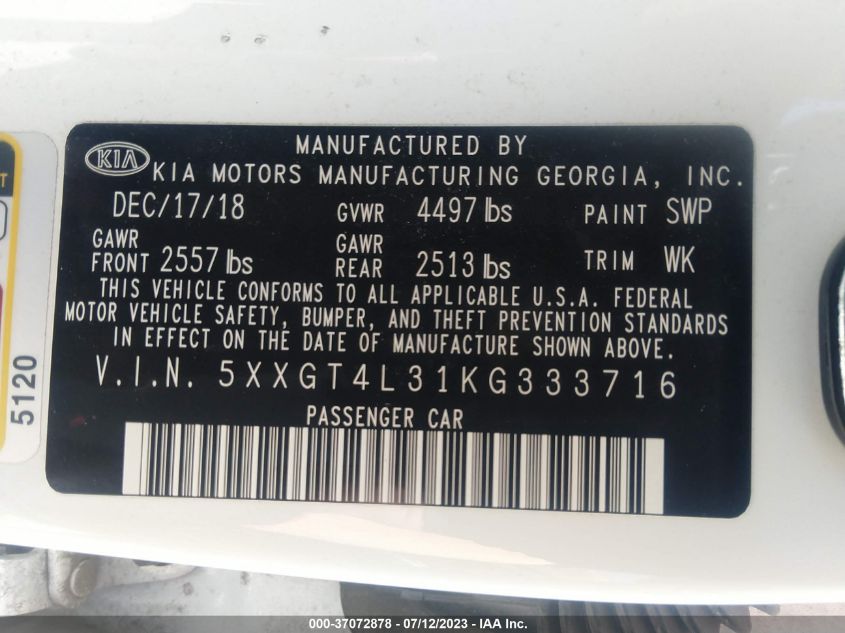 MANUFACTURED BY
KIA
KIA MOTORS MANUFACTURING GEORGIA, INC.
DEC/17/18 GVWR 4497 lbs PAINT SWP
GAWR FRONT 2557 lbs GAWR REAR 2513 lbs TRIM WK
THIS VEHICLE CONFORMS TO ALL APPLICABLE U.S.A. FEDERAL
MOTOR VEHICLE SAFETY, BUMPER, AND THEFT PREVENTION STANDARDS
IN EFFECT ON THE DATE OF MANUFACTURE SHOWN ABOVE.
V.I.N. 5XXGT4L31KG333716
PASSENGER CAR
5120
000-37072878 - 07/12/2023 - IAA Inc.